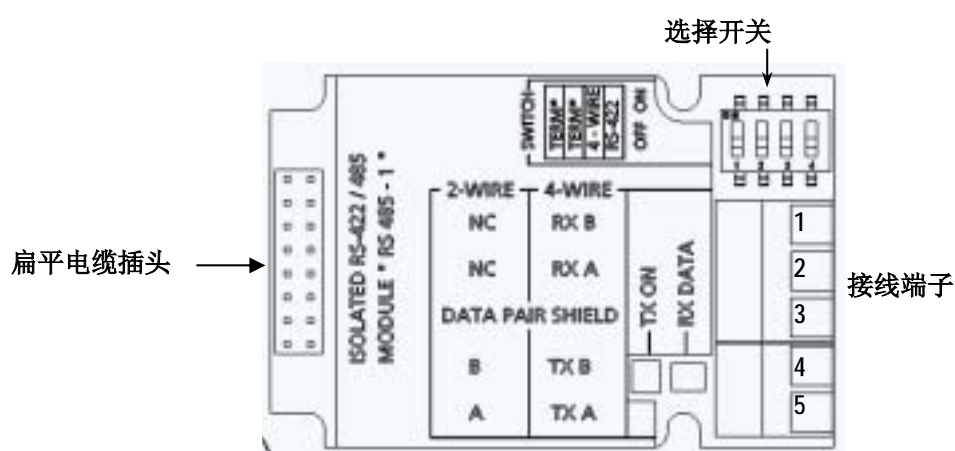 选择开关
SWITCH
TERM*
TERM*
4 - WIRE
RS-422
OFF ON
1 2 3 4
扁平电缆插头
ISOLATED RS-422 / 485
MODULE * RS 485 - 1 *
2-WIRE 4-WIRE
NC RX B
NC RX A
DATA PAIR SHIELD
B TX B
A TX A
TX ON
RX DATA
1
2
3
4
5
接线端子